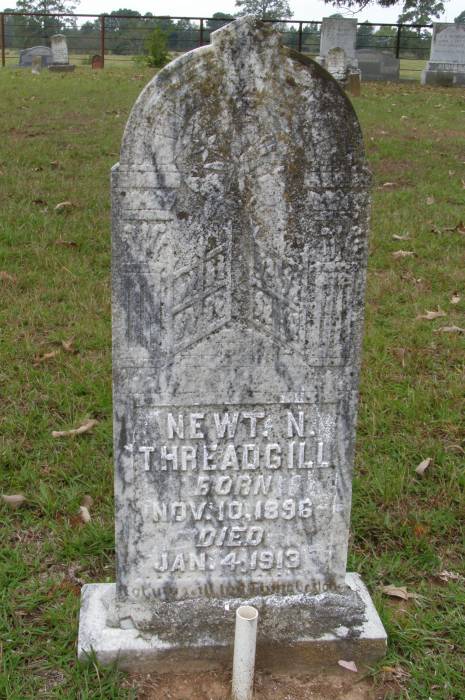 NEWT. N.
THREADGILL
BORN
NOV. 10. 1896
DIED
JAN. 4. 1913